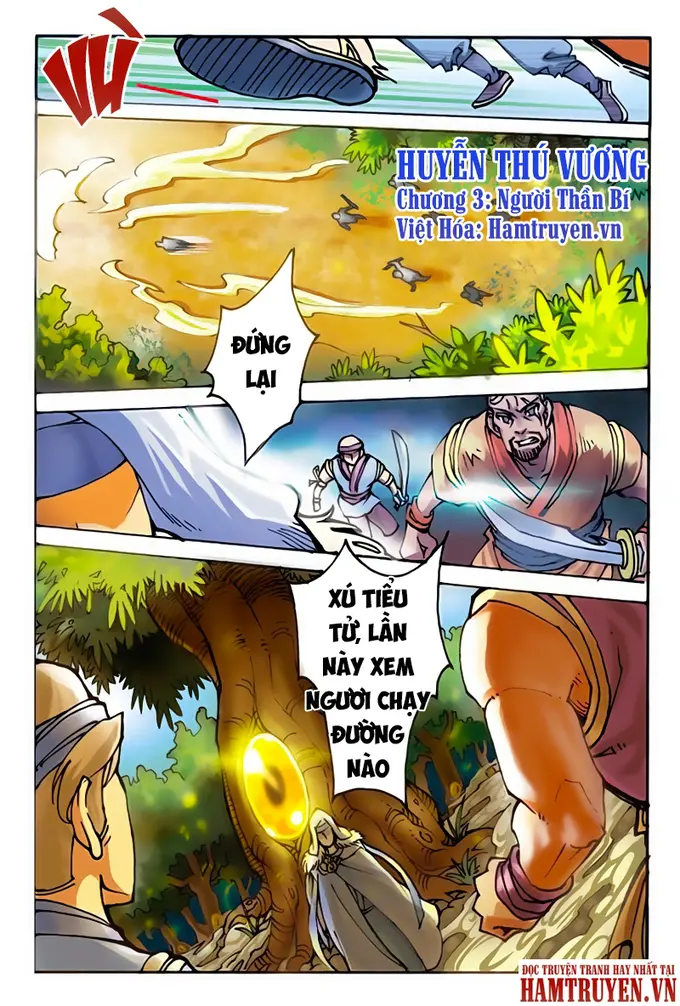 VÙ
HUYỄN THÚ VƯƠNG
Chương 3: Người Thần Bí
Việt Hóa: Hamtruyen.vn
ĐỨNG
LẠI
XÚ TIỂU
TỬ, LẦN
NÀY XEM
NGƯƠI CHẠY
ĐƯỜNG
NÀO
ĐỌC TRUYỆN TRANH HAY NHẤT TẠI
HAMTRUYEN.VN